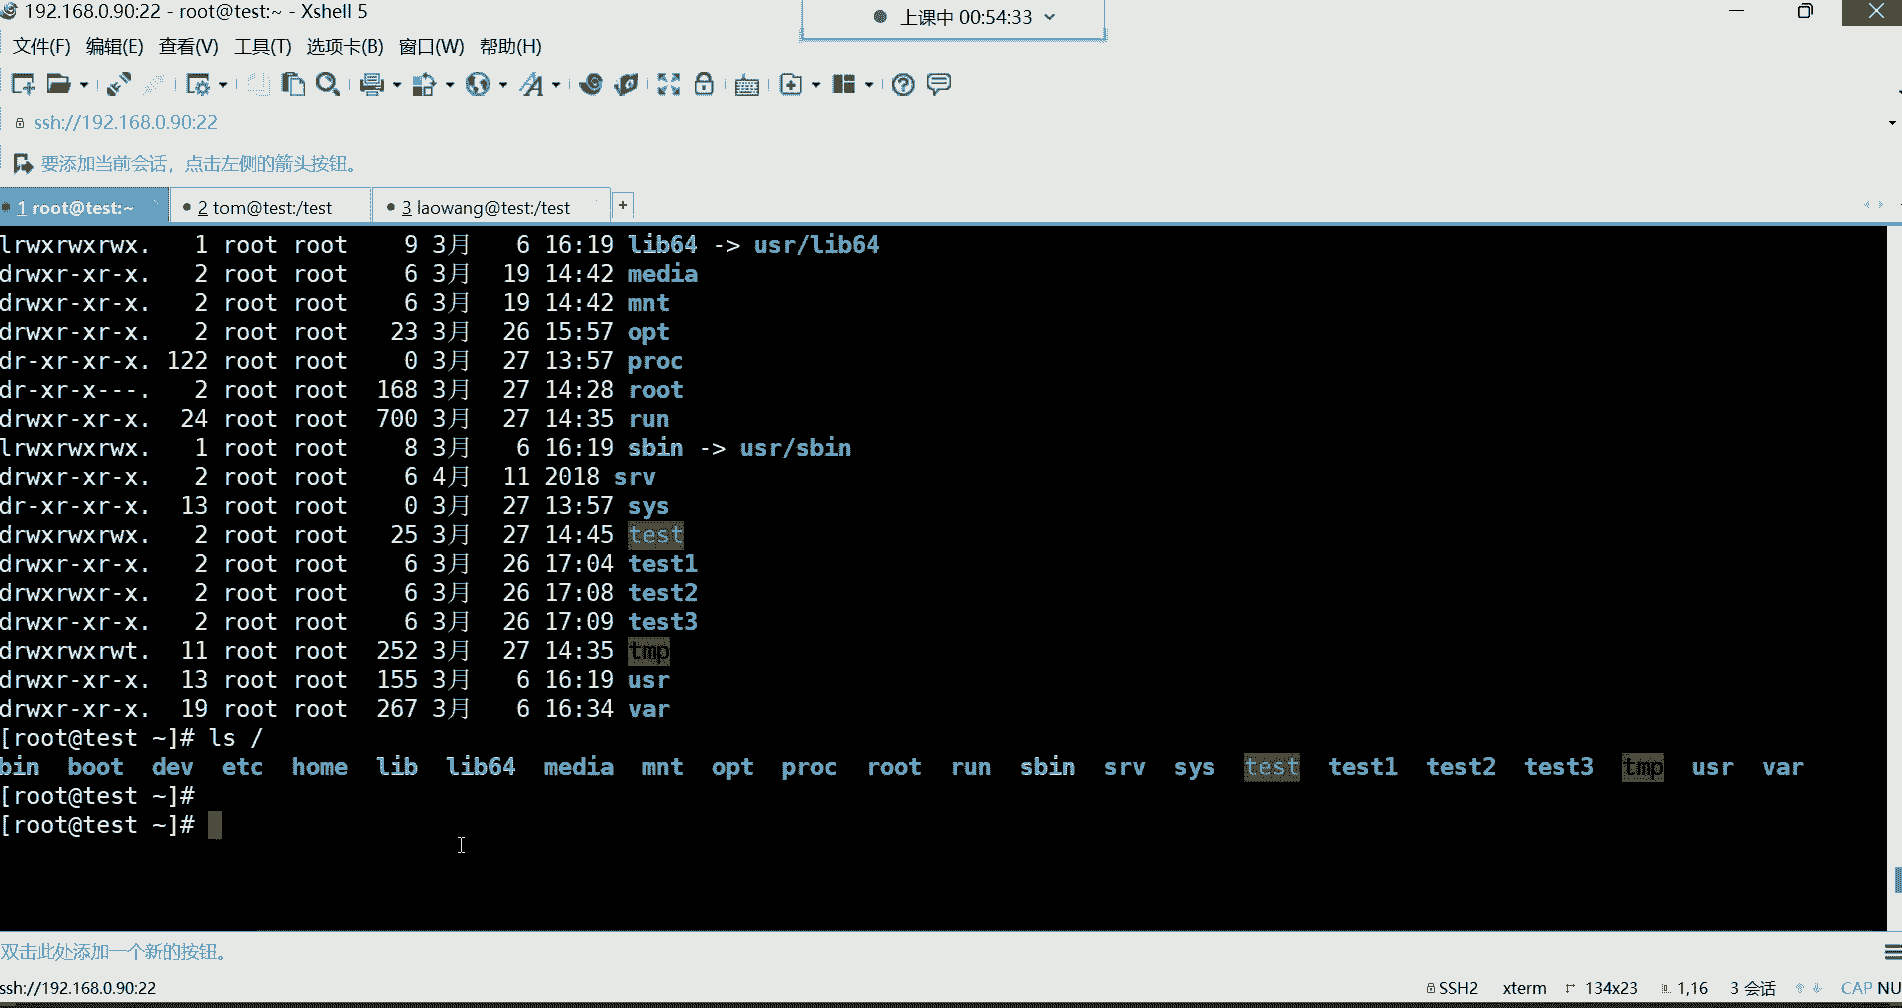 192.168.0.90:22 - root@test:~ - Xshell 5
上课中 00:54:33
文件(F) 编辑(E) 查看(V) 工具(T) 选项卡(B) 窗口(W) 帮助(H)
ssh://192.168.0.90:22
要添加当前会话，点击左侧的箭头按钮。
1 root@test:~ 2 tom@test:/test 3 laowang@test:/test +
lrwxrwxrwx. 1 root root 9 3月 6 16:19 lib64 -> usr/lib64
drwxr-xr-x. 2 root root 6 3月 19 14:42 media
drwxr-xr-x. 2 root root 6 3月 19 14:42 mnt
drwxr-xr-x. 2 root root 23 3月 26 15:57 opt
dr-xr-xr-x. 122 root root 0 3月 27 13:57 proc
dr-xr-x---. 2 root root 168 3月 27 14:28 root
drwxr-xr-x. 24 root root 700 3月 27 14:35 run
lrwxrwxrwx. 1 root root 8 3月 6 16:19 sbin -> usr/sbin
drwxr-xr-x. 2 root root 6 4月 11 2018 srv
dr-xr-xr-x. 13 root root 0 3月 27 13:57 sys
drwxrwxrwx. 2 root root 25 3月 27 14:45 test
drwxr-xr-x. 2 root root 6 3月 26 17:04 test1
drwxrwxr-x. 2 root root 6 3月 26 17:08 test2
drwxr-xr-x. 2 root root 6 3月 26 17:09 test3
drwxrwxrwt. 11 root root 252 3月 27 14:35 tmp
drwxr-xr-x. 13 root root 155 3月 6 16:19 usr
drwxr-xr-x. 19 root root 267 3月 6 16:34 var
[root@test ~]# ls /
bin boot dev etc home lib lib64 media mnt opt proc root run sbin srv sys test test1 test2 test3 tmp usr var
[root@test ~]#
[root@test ~]#
双击此处添加一个新的按钮。
ssh://192.168.0.90:22 SSH2 xterm 134x23 1,16 3 会话 CAP NU